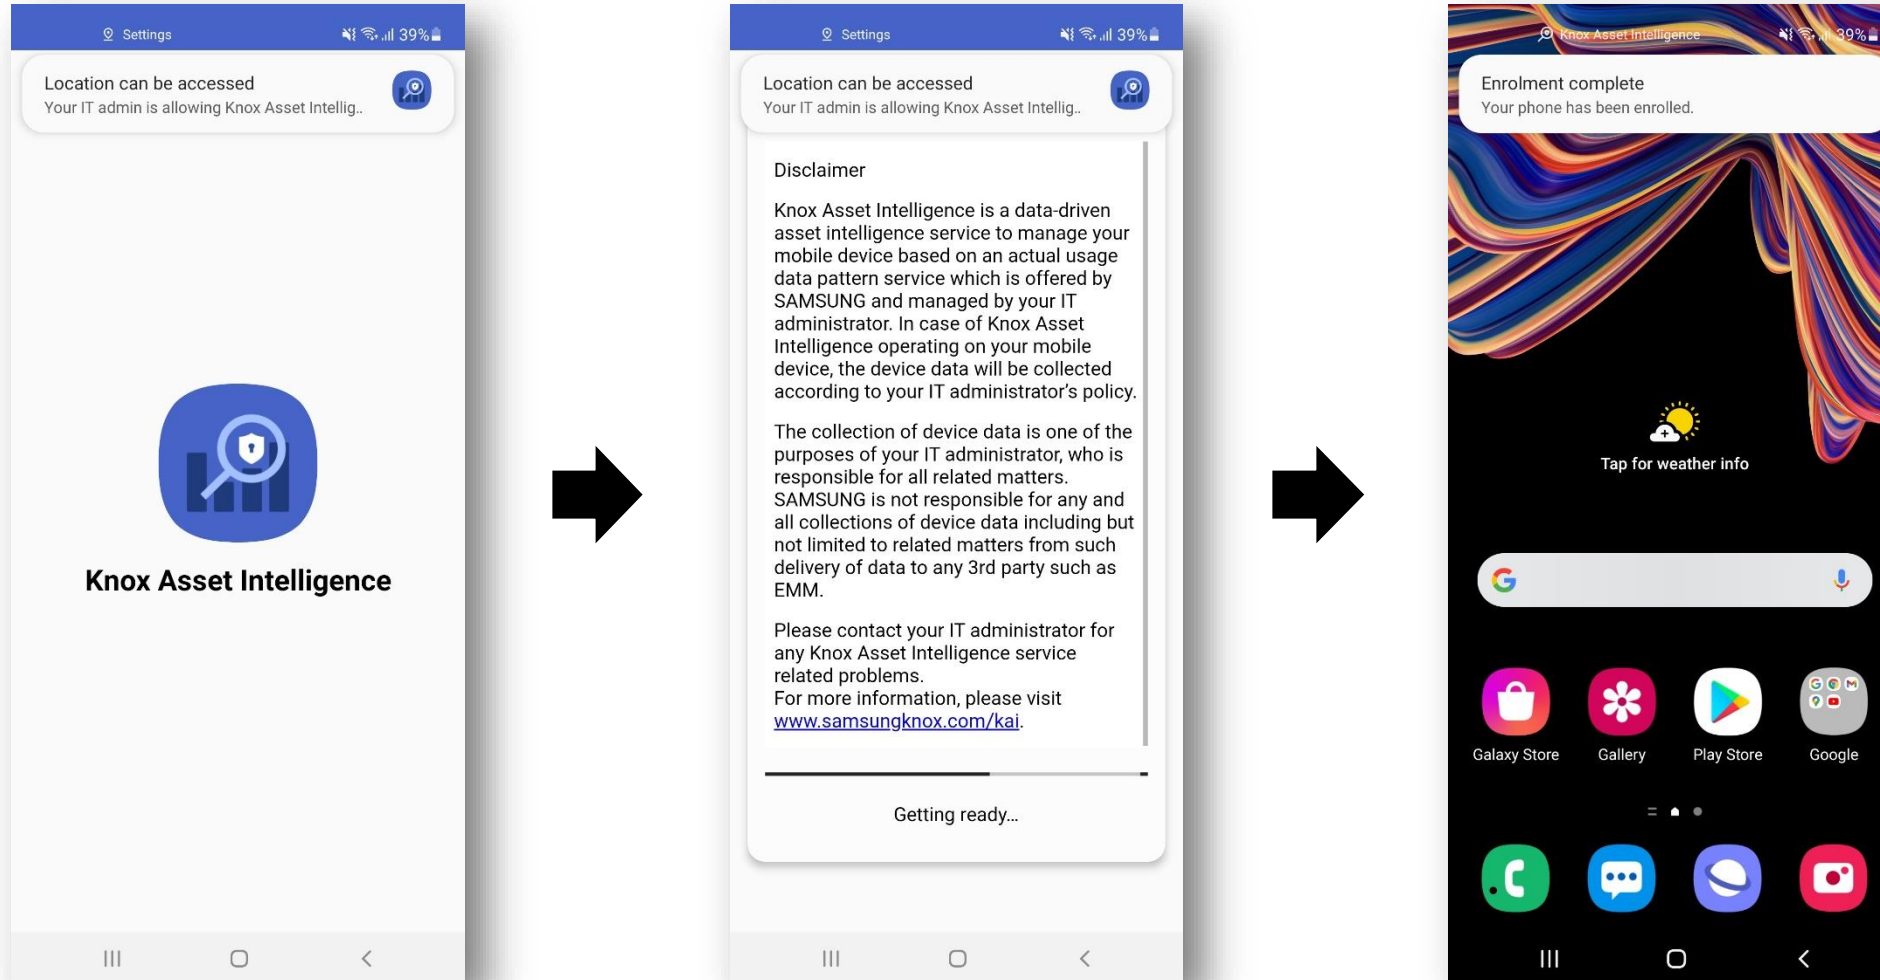 Settings
39%
Location can be accessed
Your IT admin is allowing Knox Asset Intellig..
Knox Asset Intelligence
Settings
39%
Location can be accessed
Your IT admin is allowing Knox Asset Intellig..
Disclaimer
Knox Asset Intelligence is a data-driven
asset intelligence service to manage your
mobile device based on an actual usage
data pattern service which is offered by
SAMSUNG and managed by your IT
administrator. In case of Knox Asset
Intelligence operating on your mobile
device, the device data will be collected
according to your IT administrator’s policy.
The collection of device data is one of the
purposes of your IT administrator, who is
responsible for all related matters.
SAMSUNG is not responsible for any and
all collections of device data including but
not limited to related matters from such
delivery of data to any 3rd party such as
EMM.
Please contact your IT administrator for
any Knox Asset Intelligence service
related problems.
For more information, please visit
www.samsungknox.com/kai.
Getting ready…
Knox Asset Intelligence
39%
Enrolment complete
Your phone has been enrolled.
Tap for weather info
Galaxy Store
Gallery
Play Store
Google